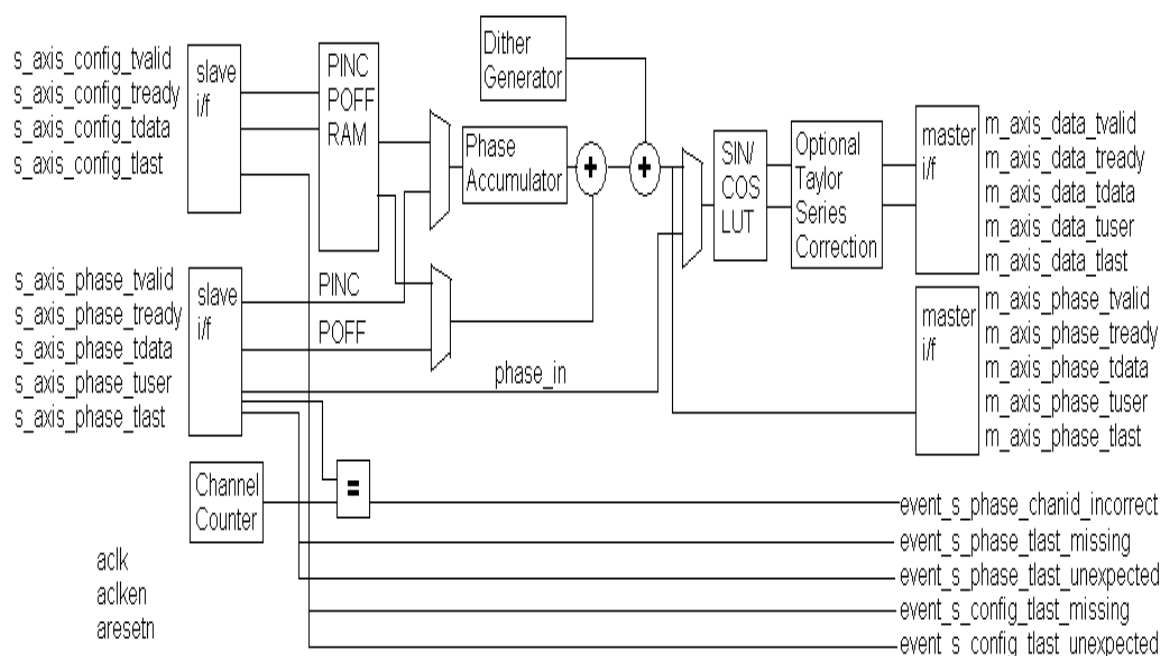 s_axis_config_tvalid
s_axis_config_tready
s_axis_config_tdata
s_axis_config_tlast
slave
i/f
PINC
POFF
RAM
Dither
Generator
Phase
Accumulator
+
+
SIN/
COS
LUT
Optional
Taylor
Series
Correction
master
i/f
m_axis_data_tvalid
m_axis_data_tready
m_axis_data_tdata
m_axis_data_tuser
m_axis_data_tlast
s_axis_phase_tvalid
s_axis_phase_tready
s_axis_phase_tdata
s_axis_phase_tuser
s_axis_phase_tlast
slave
i/f
PINC
POFF
phase_in
master
i/f
m_axis_phase_tvalid
m_axis_phase_tready
m_axis_phase_tdata
m_axis_phase_tuser
m_axis_phase_tlast
Channel
Counter
=
event_s_phase_chanid_incorrect
event_s_phase_tlast_missing
event_s_phase_tlast_unexpected
event_s_config_tlast_missing
event_s_config_tlast_unexpected
aclk
aclken
aresetn